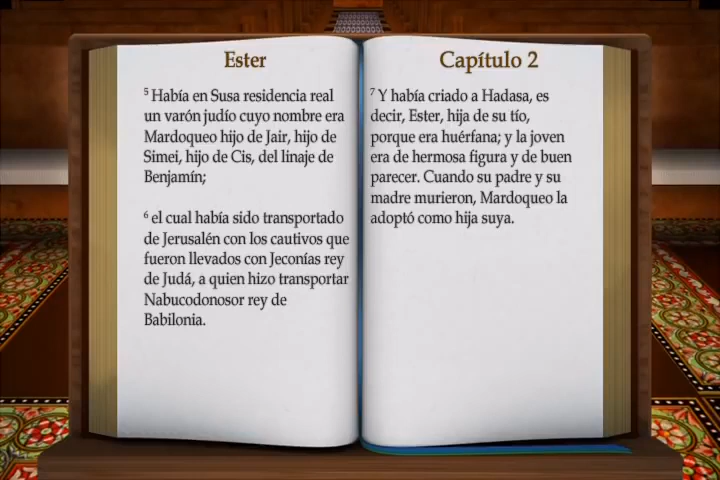 Ester
5 Había en Susa residencia real
un varón judío cuyo nombre era
Mardoqueo hijo de Jair, hijo de
Simei, hijo de Cis, del linaje de
Benjamín;
6 el cual había sido transportado
de Jerusalén con los cautivos que
fueron llevados con Jeconías rey
de Judá, a quien hizo transportar
Nabucodonosor rey de
Babilonia.
Capítulo 2
7 Y había criado a Hadasa, es
decir, Ester, hija de su tío,
porque era huérfana; y la joven
era de hermosa figura y de buen
parecer. Cuando su padre y su
madre murieron, Mardoqueo la
adoptó como hija suya.